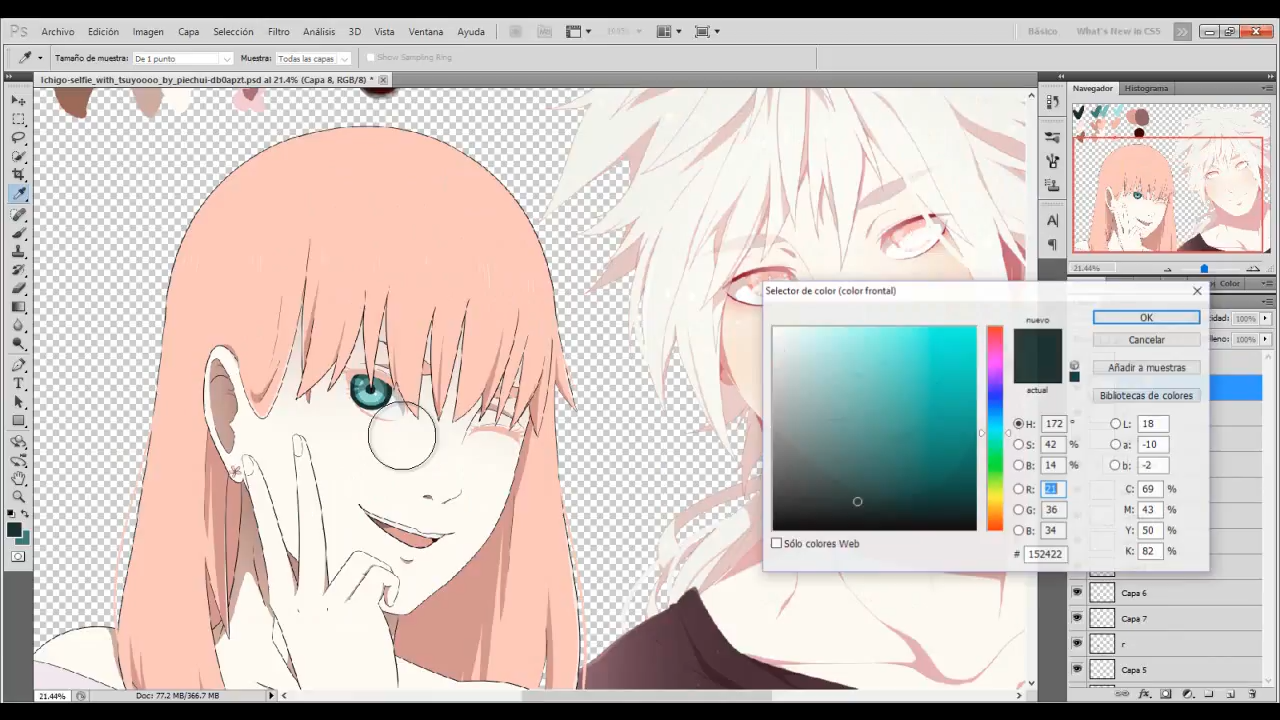 Ps Archivo Edición Imagen Capa Selección Filtro Análisis 3D Vista Ventana Ayuda Básico What's New in CS5
Tamaño de muestra: De 1 punto Muestra: Todas las capas Show Sampling Ring
Ichigo-selfie_with_tsuyoooo_by_piechui-db0apzt.psd al 21.4% (Capa 8, RGB/8) *
Navegador Histograma
21.44%
Color
Selector de color (color frontal)
nuevo
actual
OK
Cancelar
Añadir a muestras
Bibliotecas de colores
100%
100%
H: 172 ° L: 18
S: 42 % a: -10
B: 14 % b: -2
R: 21 C: 69 %
G: 36 M: 43 %
B: 34 Y: 50 %
# 152422 K: 82 %
Sólo colores Web
Capa 6
Capa 7
r
Capa 5
21.44% Doc: 77.2 MB/366.7 MB